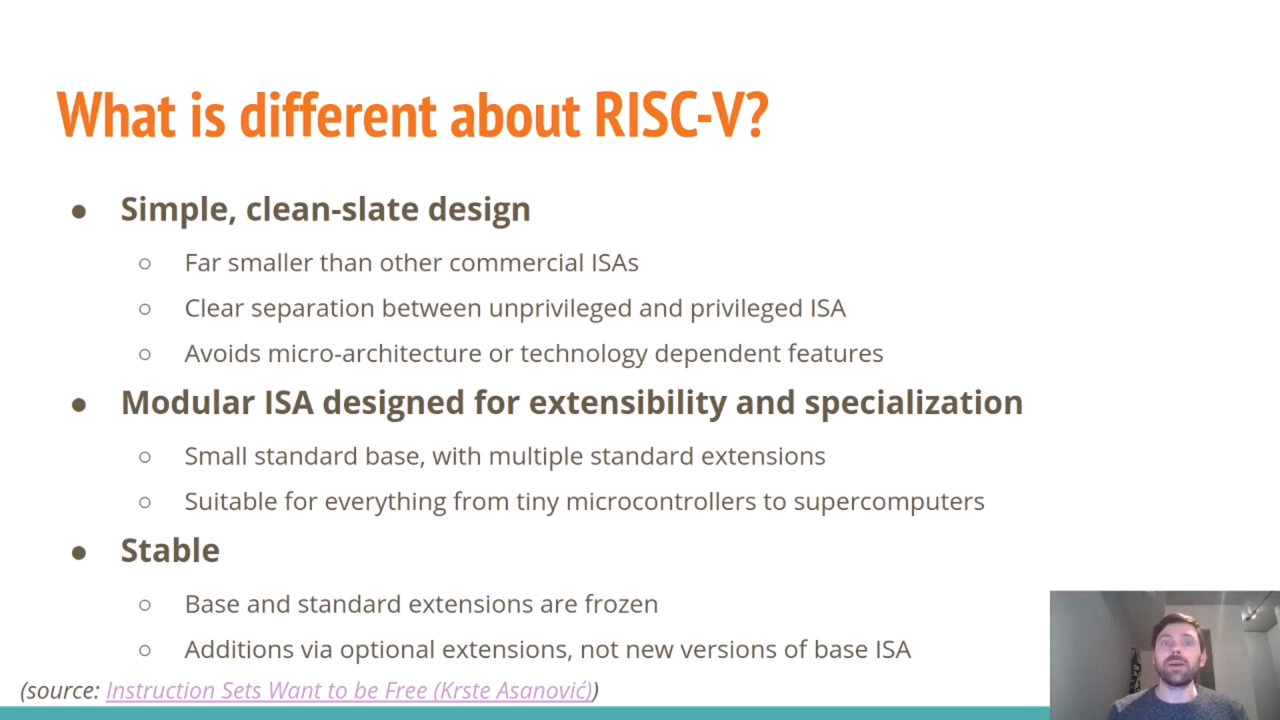 What is different about RISC-V?
● Simple, clean-slate design
○ Far smaller than other commercial ISAs
○ Clear separation between unprivileged and privileged ISA
○ Avoids micro-architecture or technology dependent features
● Modular ISA designed for extensibility and specialization
○ Small standard base, with multiple standard extensions
○ Suitable for everything from tiny microcontrollers to supercomputers
● Stable
○ Base and standard extensions are frozen
○ Additions via optional extensions, not new versions of base ISA
(source: Instruction Sets Want to be Free (Krste Asanović))